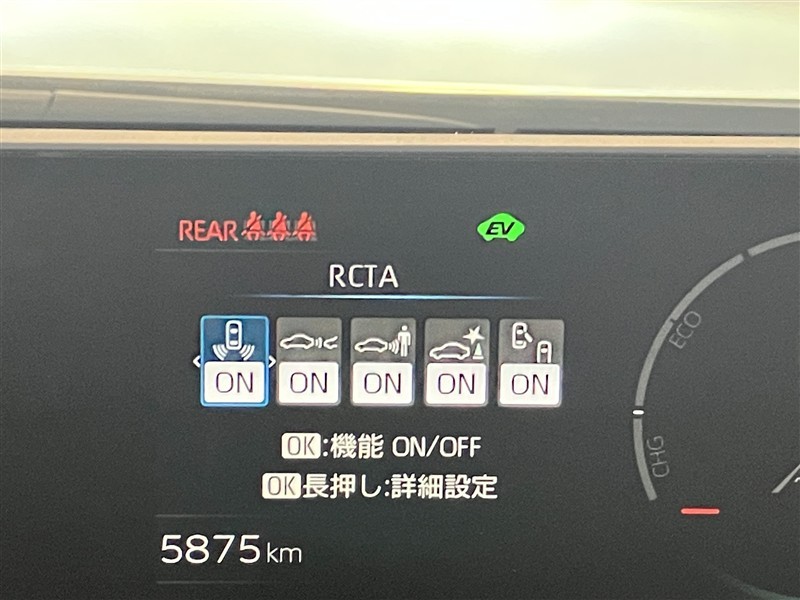 REAR
EV
RCTA
ON ON ON ON ON
OK:機能 ON/OFF
OK長押し:詳細設定
5875km
ECO
CHG